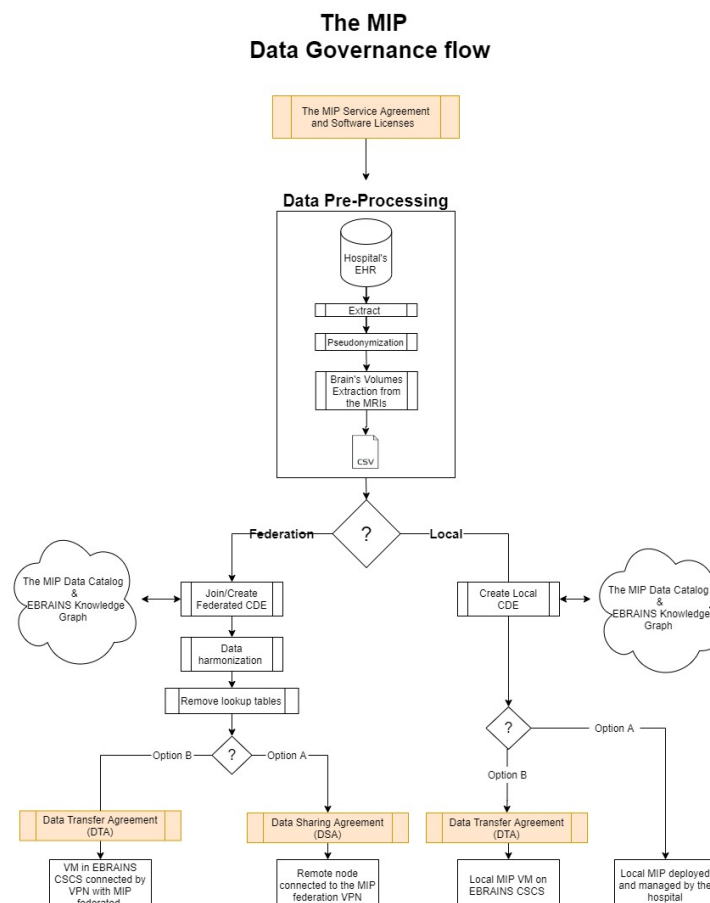 The MIP
Data Governance flow
The MIP Service Agreement
and Software Licenses
Data Pre-Processing
Hospital's
EHR
Extract
Pseudonymization
Brain's Volumes
Extraction from
the MRIs
CSV
?
Federation
Local
The MIP Data Catalog
&
EBRAINS Knowledge
Graph
Join/Create
Federated CDE
Create Local
CDE
The MIP Data Catalog
&
EBRAINS Knowledge
Graph
Data
harmonization
Remove lookup tables
?
Option B
Option A
?
Option A
Option B
Data Transfer Agreement
(DTA)
Data Sharing Agreement
(DSA)
Data Transfer Agreement
(DTA)
VM in EBRAINS
CSCS connected by
VPN with MIP
federated
Remote node
connected to the MIP
federation VPN
Local MIP VM on
EBRAINS CSCS
Local MIP deployed
and managed by the
hospital